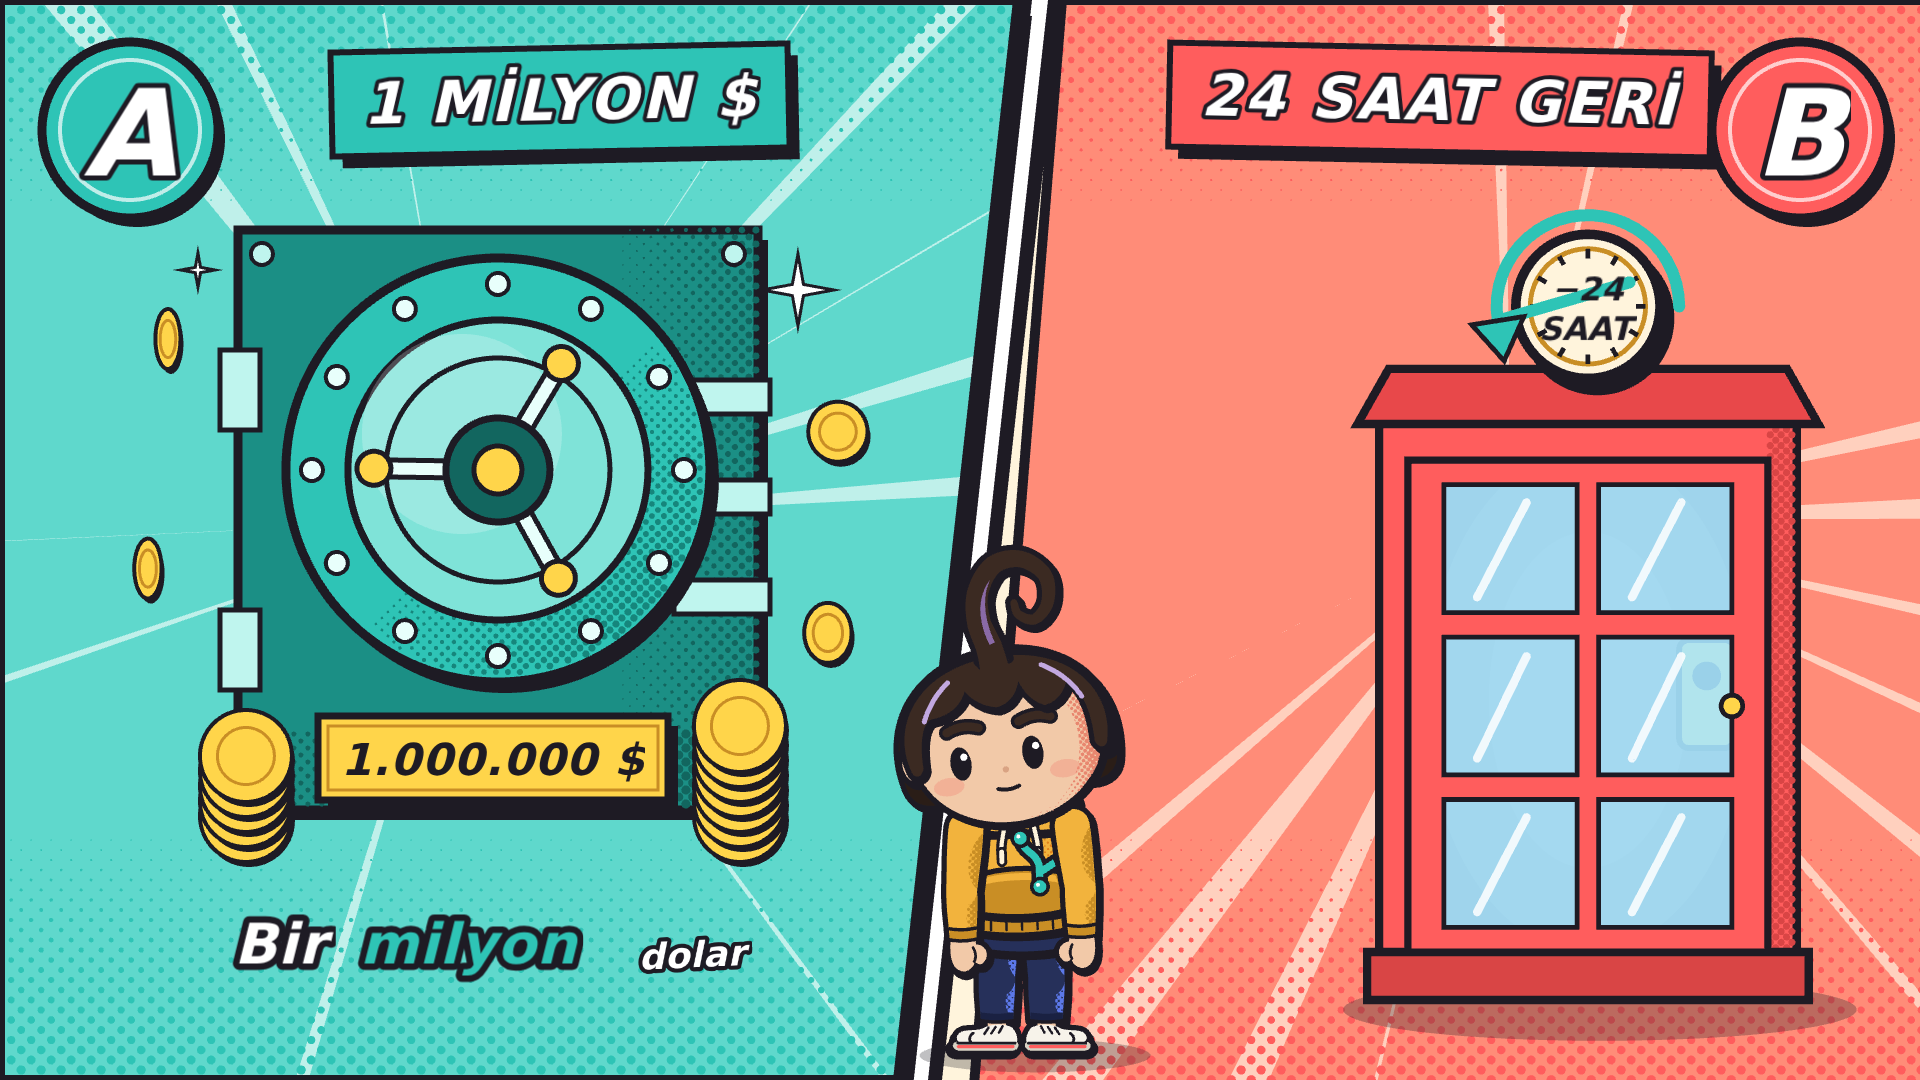 A
1 MİLYON $
24 SAAT GERİ
B
−24
SAAT
1.000.000 $
Bir milyon dolar